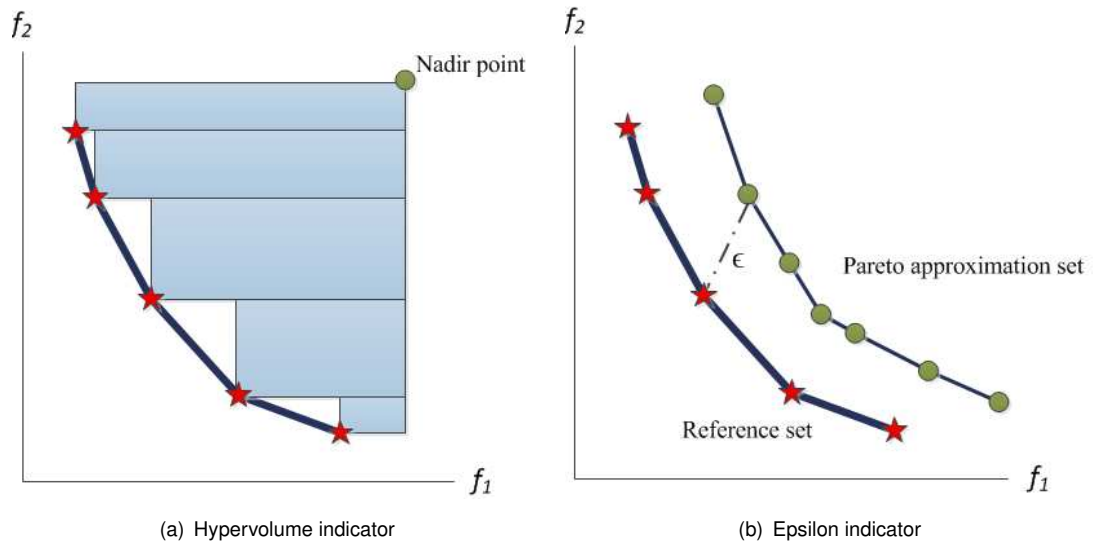 f₂
Nadir point
f₁
(a) Hypervolume indicator
f₂
ϵ
Pareto approximation set
Reference set
f₁
(b) Epsilon indicator